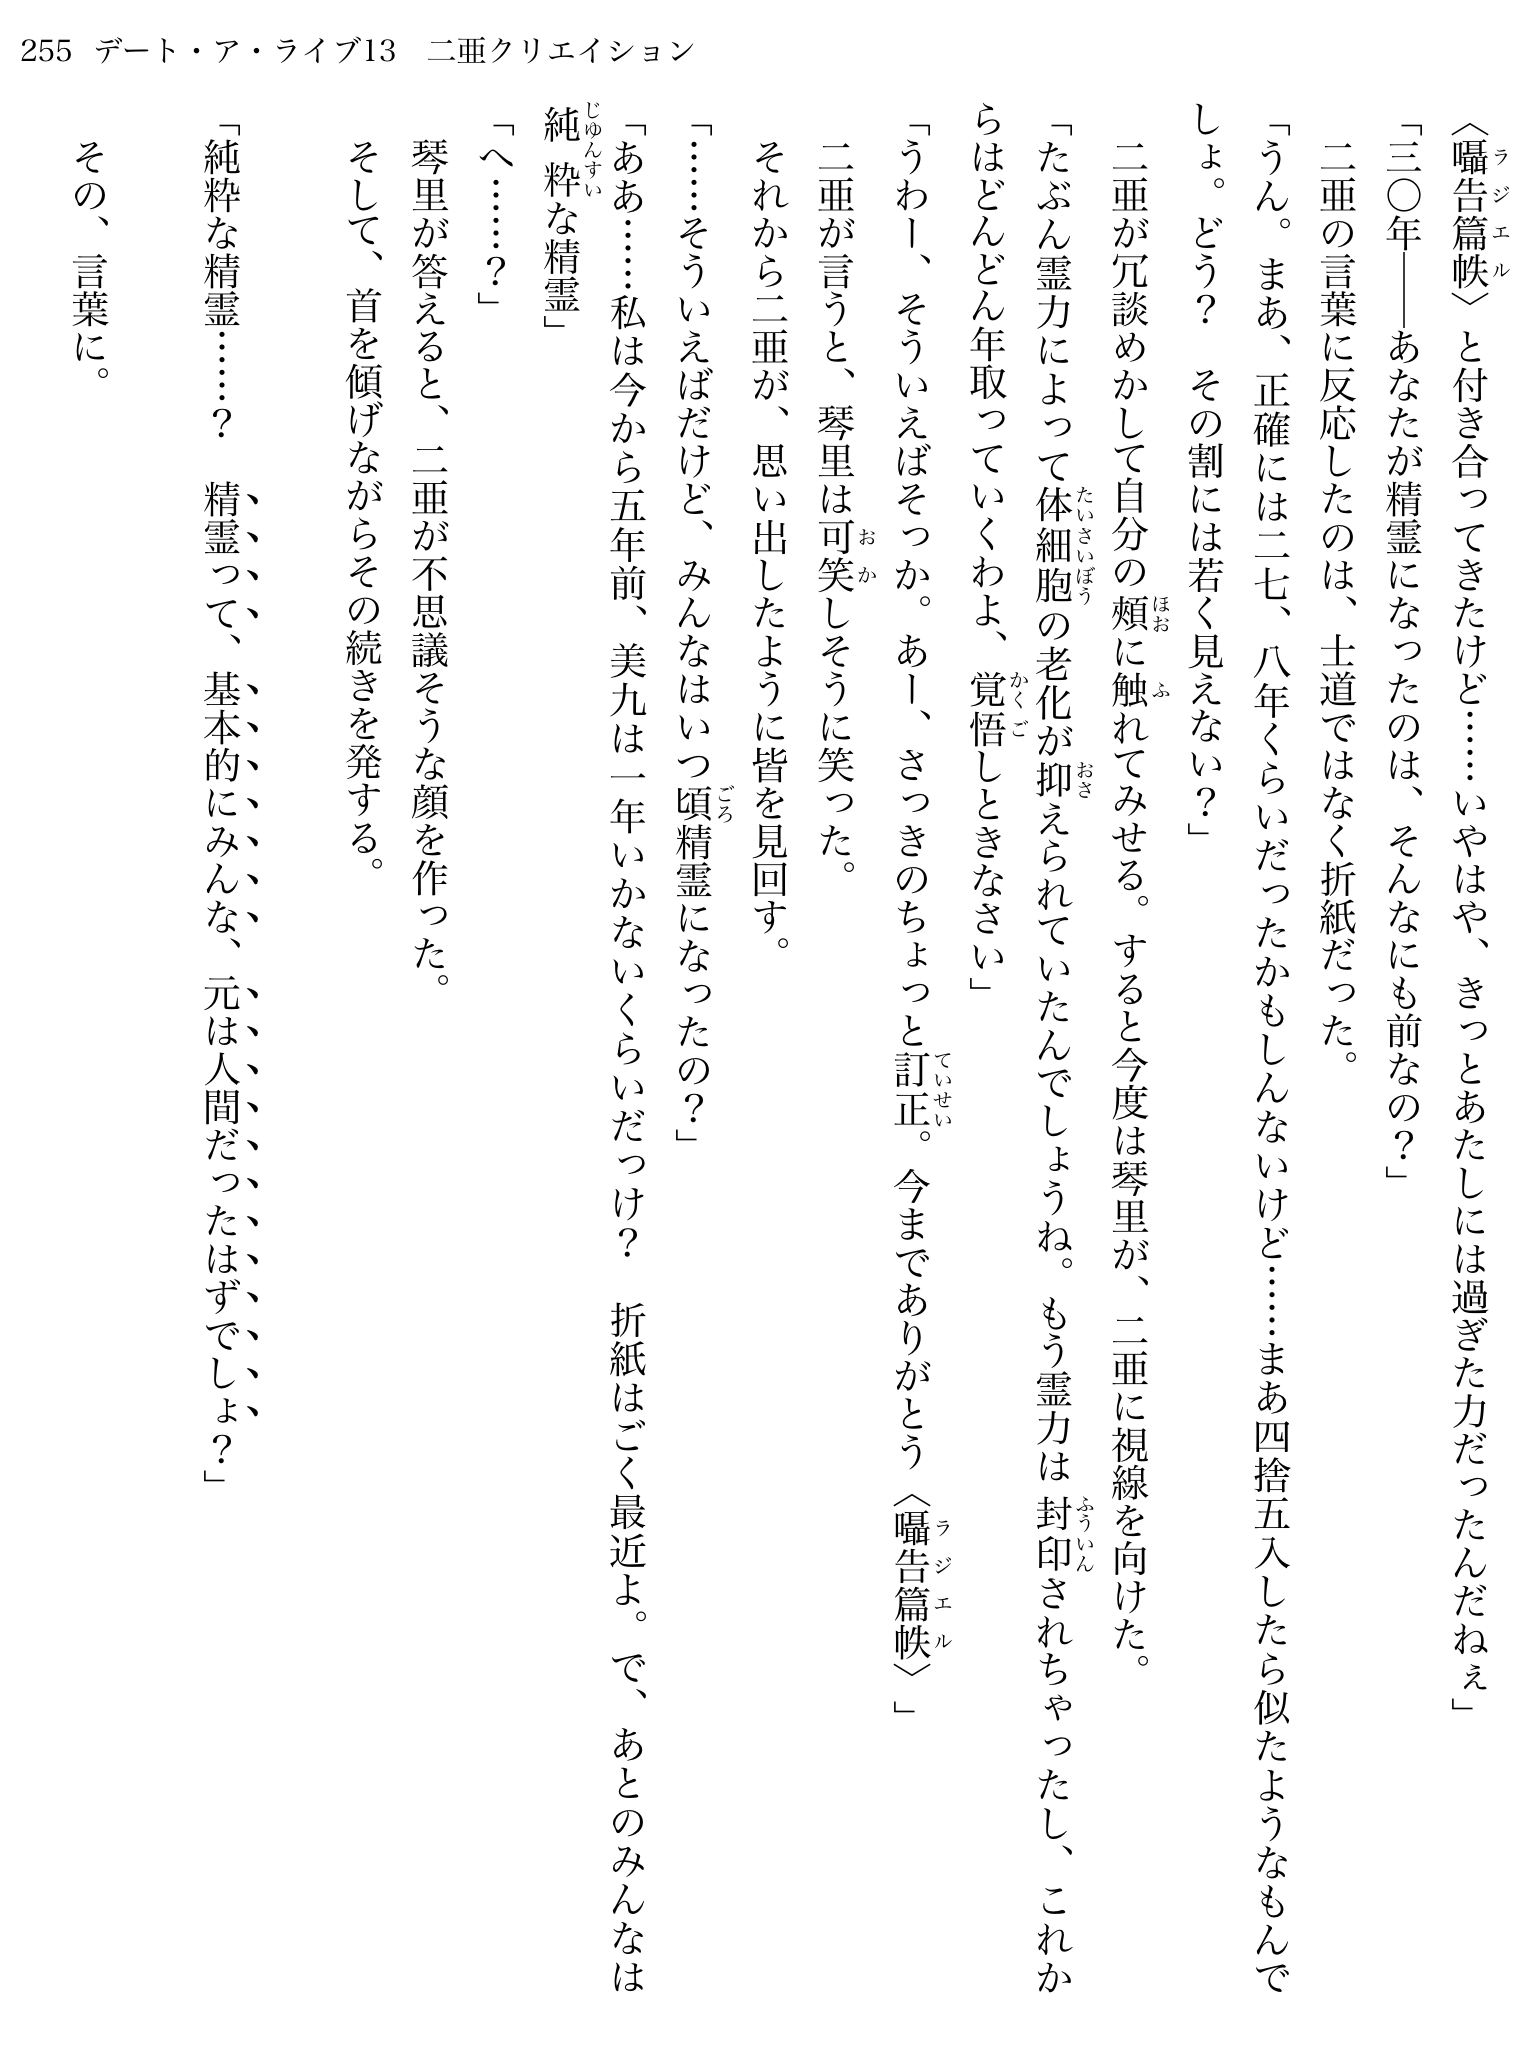 255 デート・ア・ライブ13　二亜クリエイション
〈囁告篇帙〉と付き合ってきたけど……いやはや、きっとあたしには過ぎた力だったんだねぇ」
「三〇年――あなたが精霊になったのは、そんなにも前なの？」
　二亜の言葉に反応したのは、士道ではなく折紙だった。
「うん。まあ、正確には二七、八年くらいだったかもしんないけど……まあ四捨五入したら似たようなもんで
しょ。どう？　その割には若く見えない？」
　二亜が冗談めかして自分の頰に触れてみせる。すると今度は琴里が、二亜に視線を向けた。
「たぶん霊力によって体細胞の老化が抑えられていたんでしょうね。もう霊力は封印されちゃったし、これか
らはどんどん年取っていくわよ、覚悟しときなさい」
「うわー、そういえばそっか。あー、さっきのちょっと訂正。今までありがとう〈囁告篇帙〉」
　二亜が言うと、琴里は可笑しそうに笑った。
　それから二亜が、思い出したように皆を見回す。
「……そういえばだけど、みんなはいつ頃精霊になったの？」
「ああ……私は今から五年前、美九は一年いかないくらいだっけ？　折紙はごく最近よ。で、あとのみんなは
純粋な精霊」
「へ……？」
　琴里が答えると、二亜が不思議そうな顔を作った。
　そして、首を傾げながらその続きを発する。
「純粋な精霊……？　精霊って、基本的にみんな、元は人間だったはずでしょ？」
　その、言葉に。